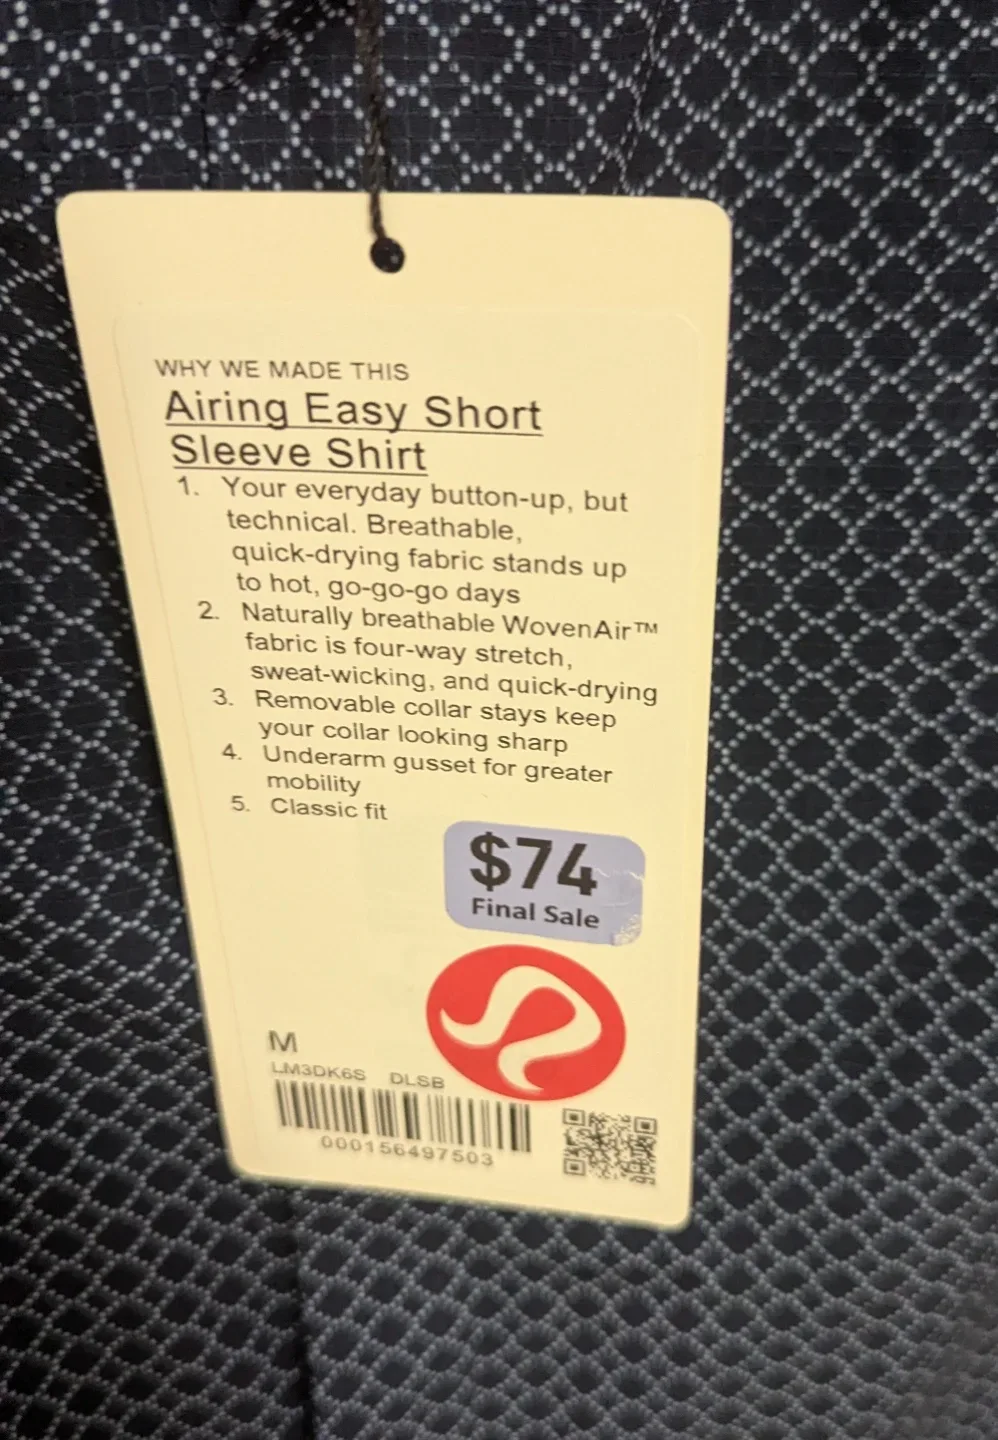 WHY WE MADE THIS
Airing Easy Short
Sleeve Shirt
1. Your everyday button-up, but
technical. Breathable,
quick-drying fabric stands up
to hot, go-go-go days
2. Naturally breathable WovenAir™
fabric is four-way stretch,
sweat-wicking, and quick-drying
3. Removable collar stays keep
your collar looking sharp
4. Underarm gusset for greater
mobility
5. Classic fit
$74
Final Sale
M
LM3DK6S DLSB
000156497503